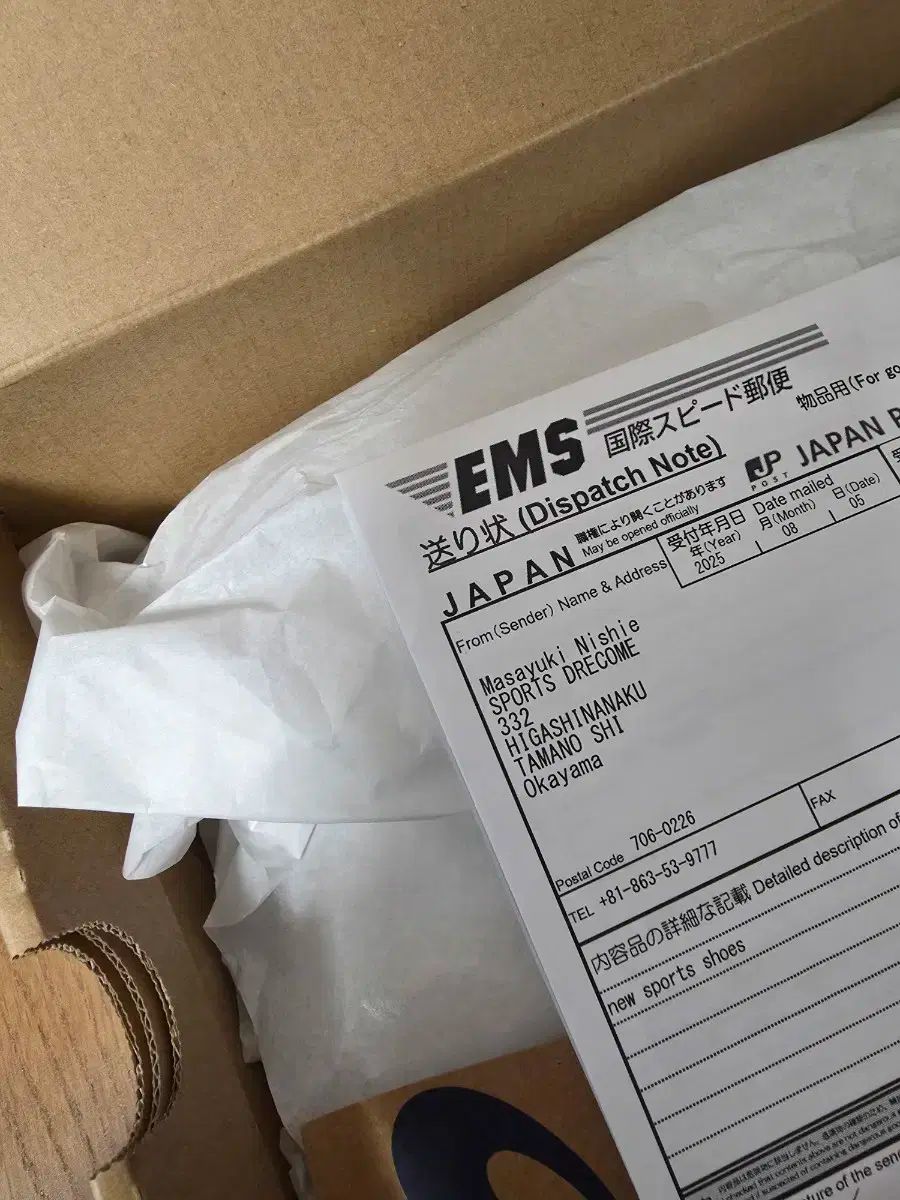 EMS 国際スピード郵便 物品用(For go
送り状 (Dispatch Note)
JP POST JAPAN P
JAPAN
職権により開くことがあります
May be opened officially
受付年月日 Date mailed
年(Year) 月(Month) 日(Date)
2025 08 05
From(Sender) Name & Address
Masayuki Nishie
SPORTS DRECOME
332
HIGASHINANAKU
TAMANO SHI
Okayama
Postal Code 706-0226
TEL +81-863-53-9777
FAX
内容品の詳細な記載 Detailed description of
new sports shoes